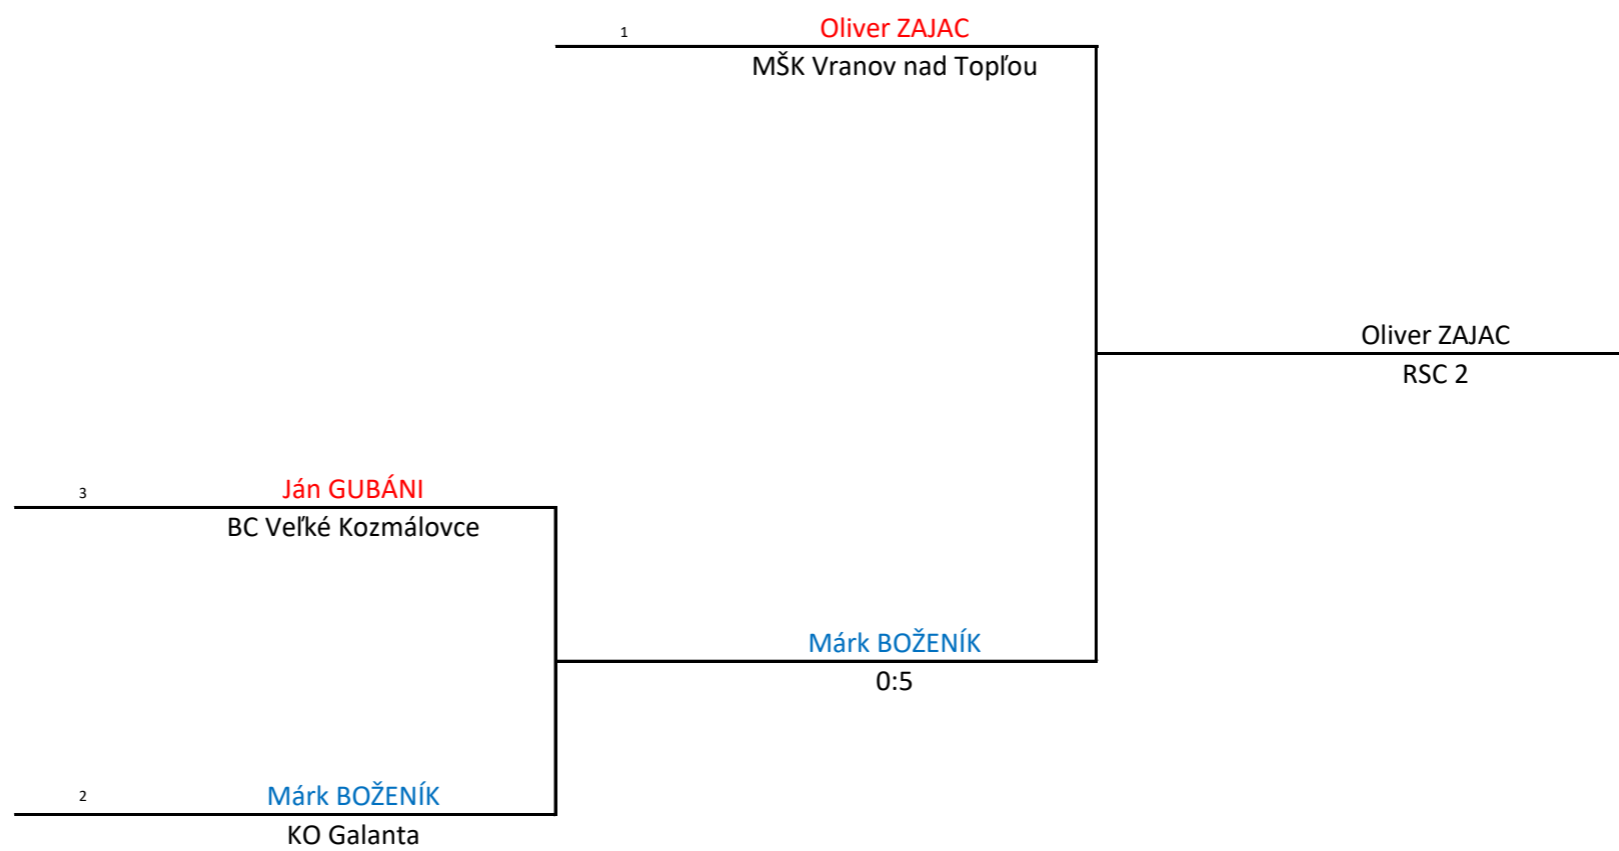 1 Oliver ZAJAC
MŠK Vranov nad Topľou
Oliver ZAJAC
RSC 2
3 Ján GUBÁNI
BC Veľké Kozmálovce
Márk BOŽENÍK
0:5
2 Márk BOŽENÍK
KO Galanta